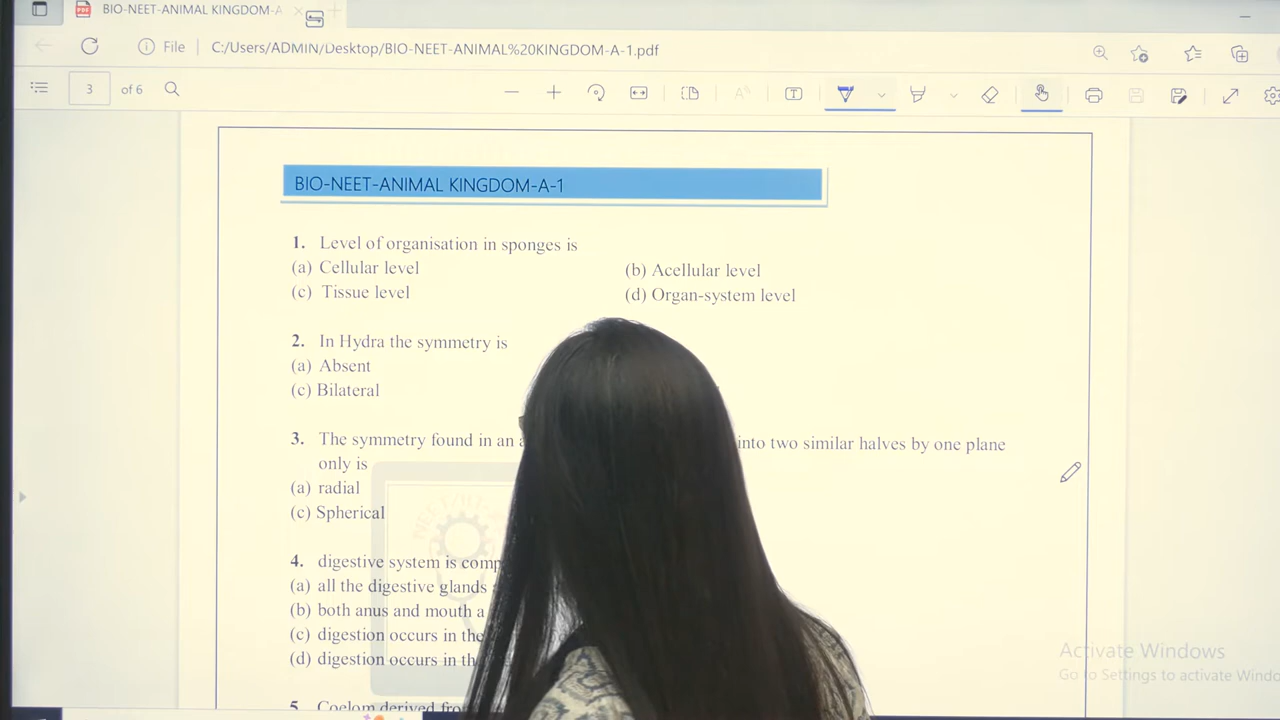 BIO-NEET-ANIMAL KINGDOM-A
File
C:/Users/ADMIN/Desktop/BIO-NEET-ANIMAL%20KINGDOM-A-1.pdf
3 of 6
BIO-NEET-ANIMAL KINGDOM-A-1
1. Level of organisation in sponges is
(a) Cellular level (b) Acellular level
(c) Tissue level (d) Organ-system level
2. In Hydra the symmetry is
(a) Absent
(c) Bilateral
3. The symmetry found in an into two similar halves by one plane
only is
(a) radial
(c) Spherical
4. digestive system is
(a) all the digestive glands
(b) both anus and mouth
(c) digestion occurs in the
(d) digestion occurs in
5 Coelom derived
Activate Windows
Go to Settings to activate